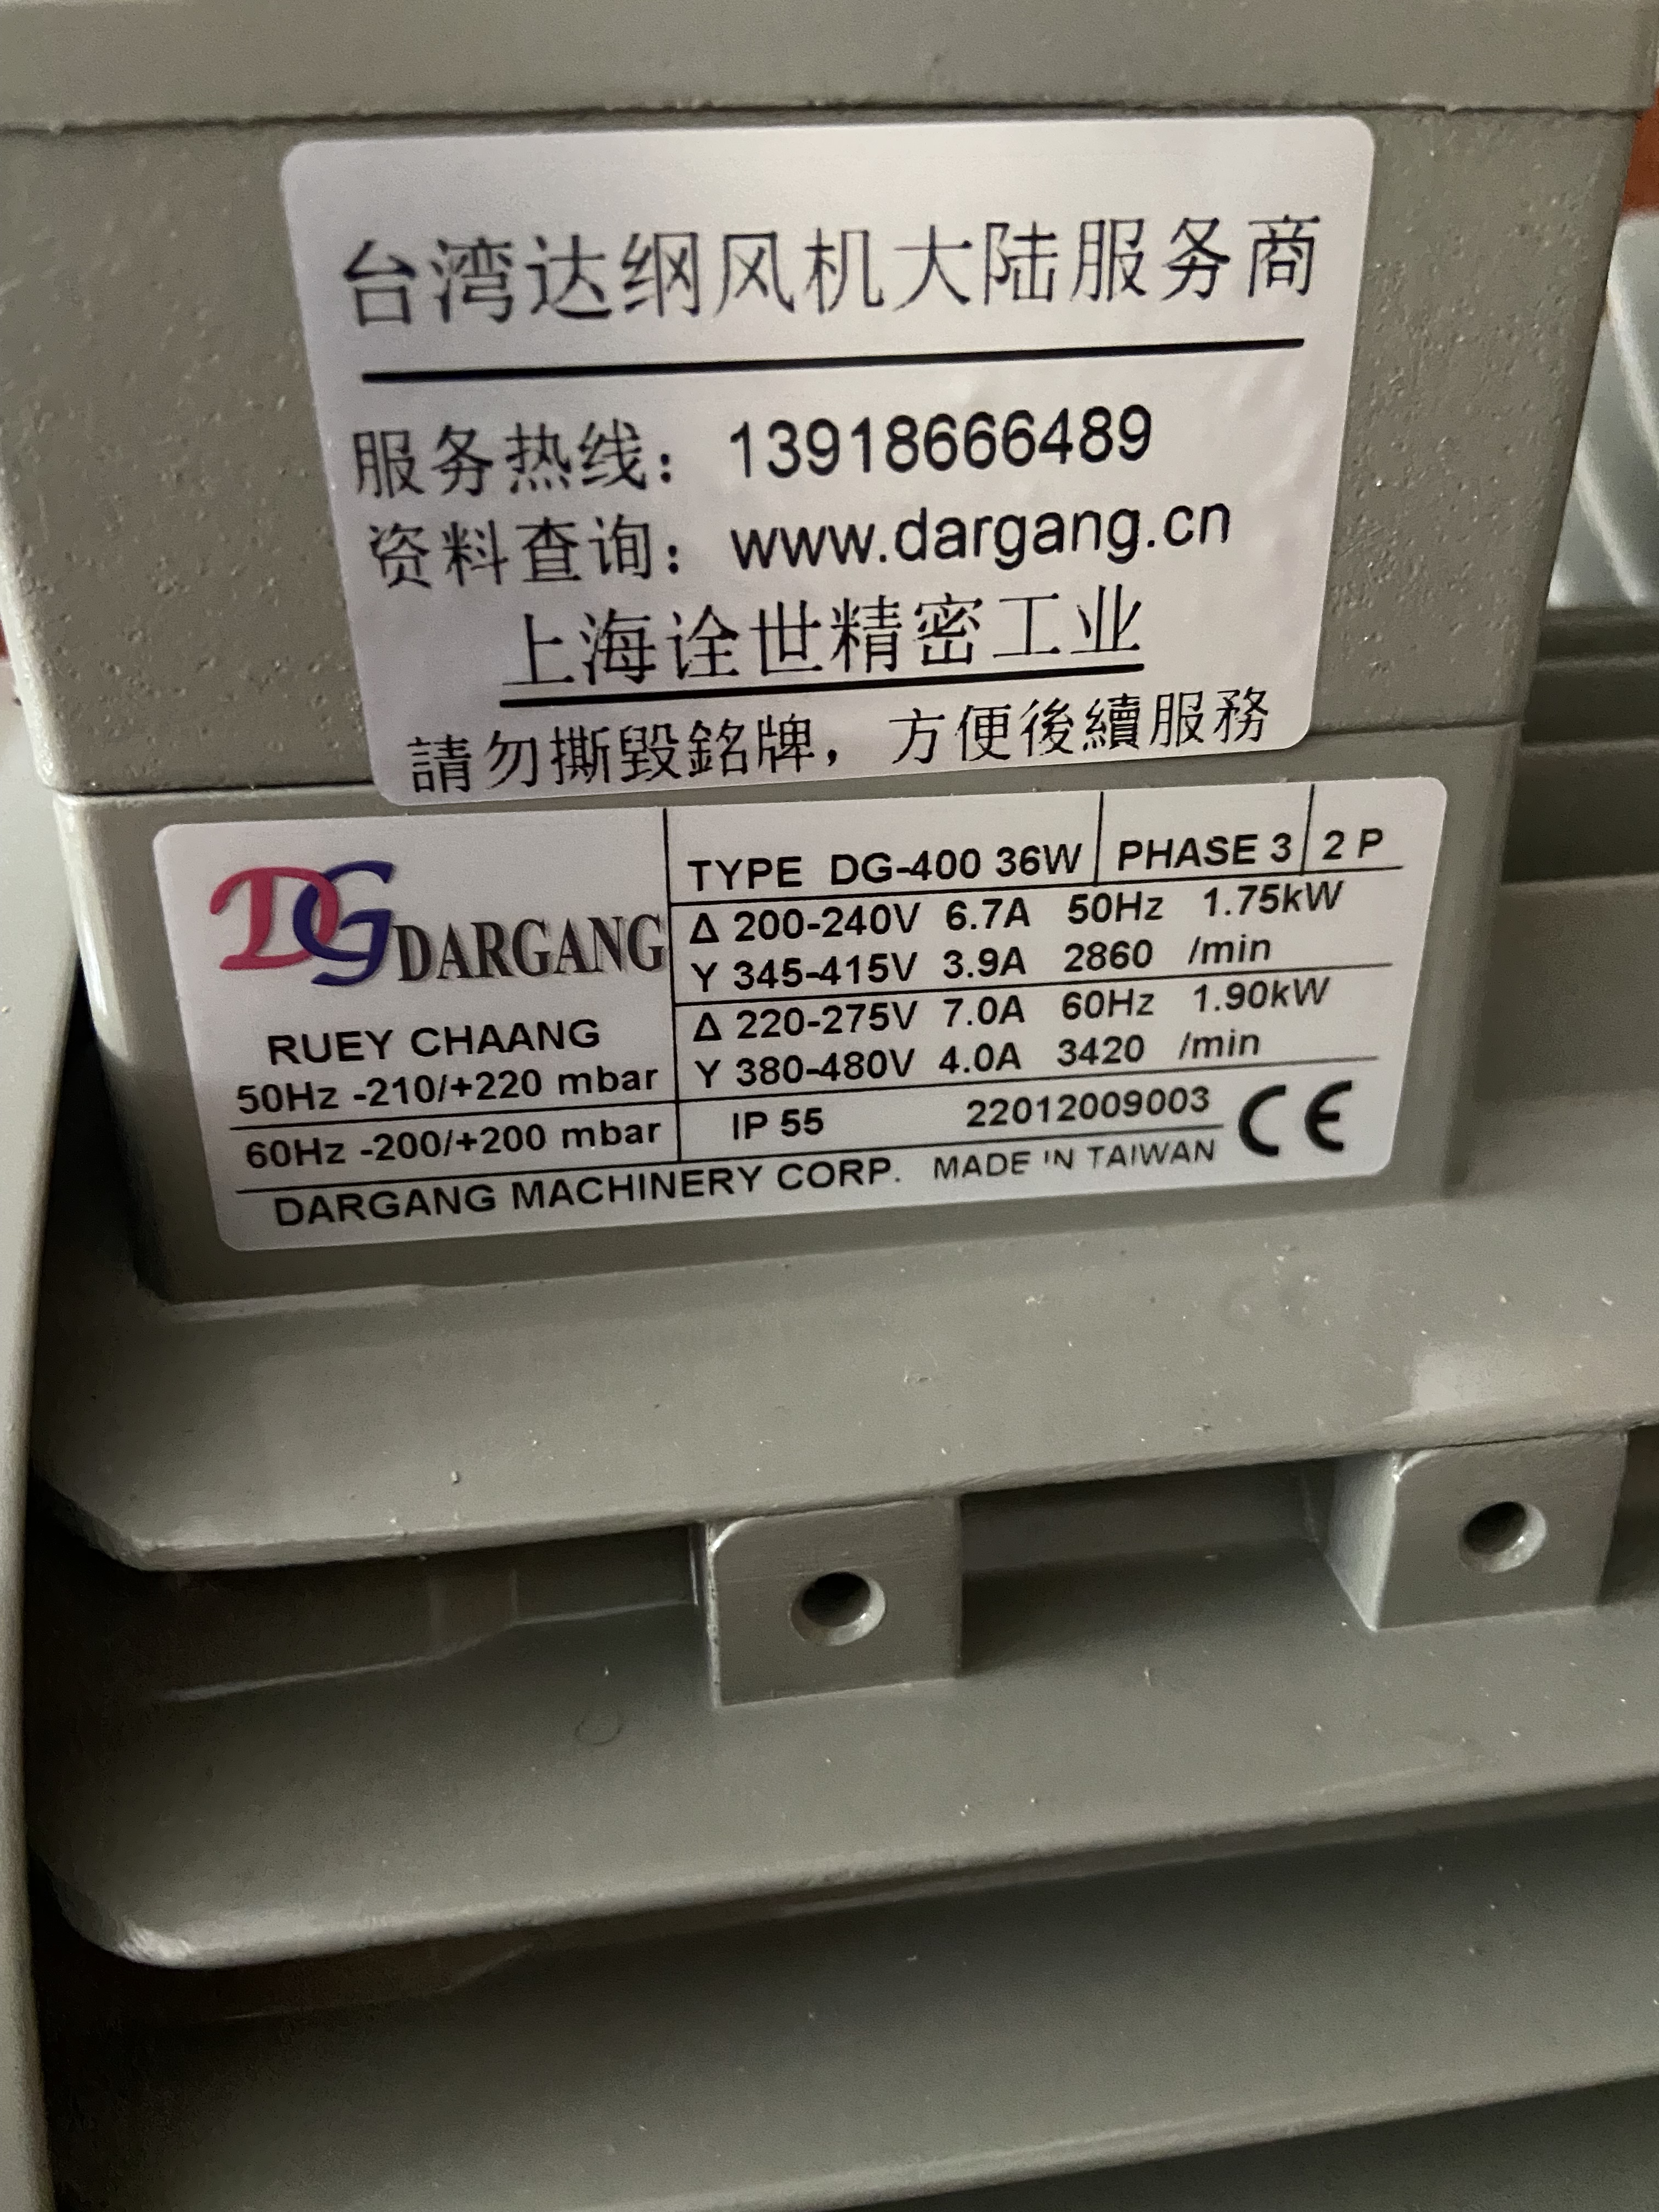 台湾达纲风机大陆服务商
服务热线：13918666489
资料查询：www.dargang.cn
上海诠世精密工业
請勿撕毀銘牌，方便後續服務
DG DARGANG
TYPE DG-400 36W PHASE 3 2 P
Δ 200-240V 6.7A 50Hz 1.75kW
Y 345-415V 3.9A 2860 /min
Δ 220-275V 7.0A 60Hz 1.90kW
Y 380-480V 4.0A 3420 /min
RUEY CHAANG
50Hz -210/+220 mbar
60Hz -200/+200 mbar
IP 55 22012009003 CE
DARGANG MACHINERY CORP. MADE IN TAIWAN